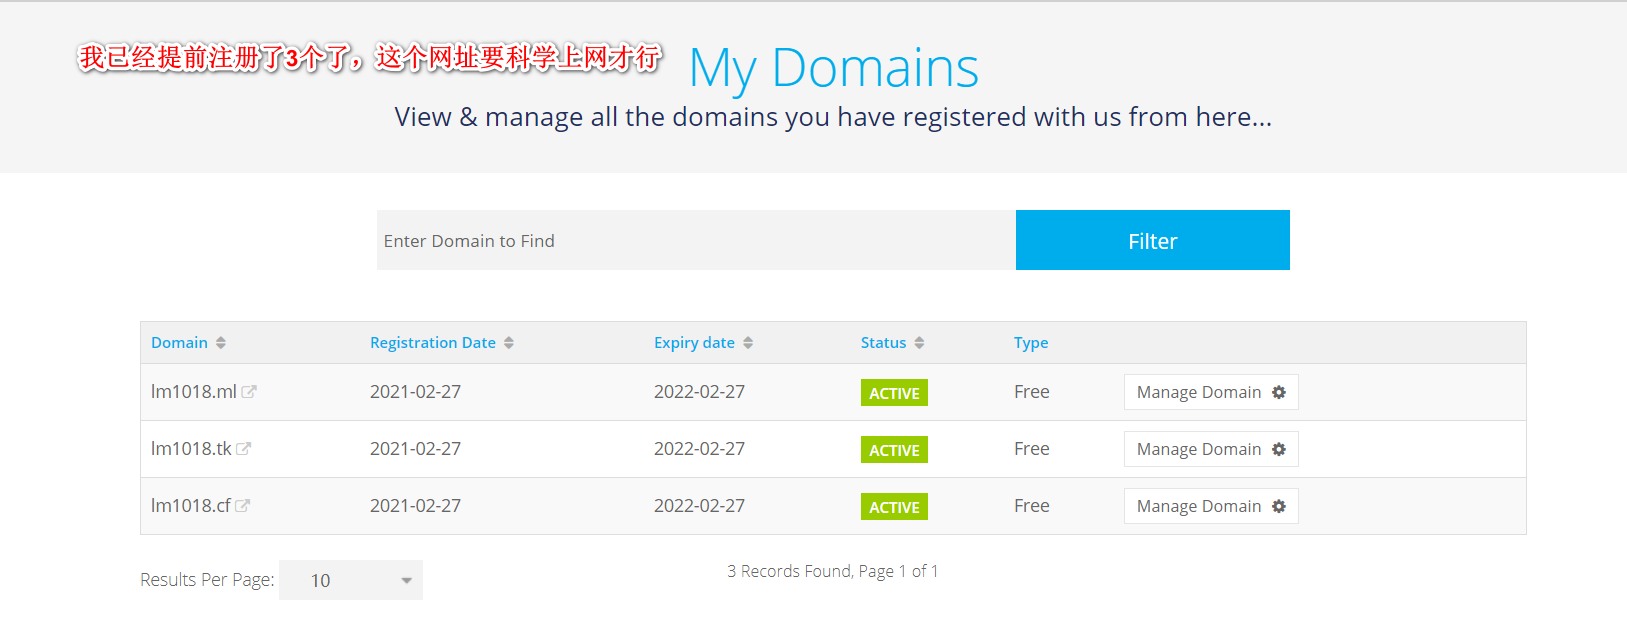 我已经提前注册了3个了，这个网址要科学上网才行
My Domains
View & manage all the domains you have registered with us from here...
Enter Domain to Find
Filter
Domain Registration Date Expiry date Status Type
lm1018.ml 2021-02-27 2022-02-27 ACTIVE Free Manage Domain
lm1018.tk 2021-02-27 2022-02-27 ACTIVE Free Manage Domain
lm1018.cf 2021-02-27 2022-02-27 ACTIVE Free Manage Domain
Results Per Page: 10
3 Records Found, Page 1 of 1